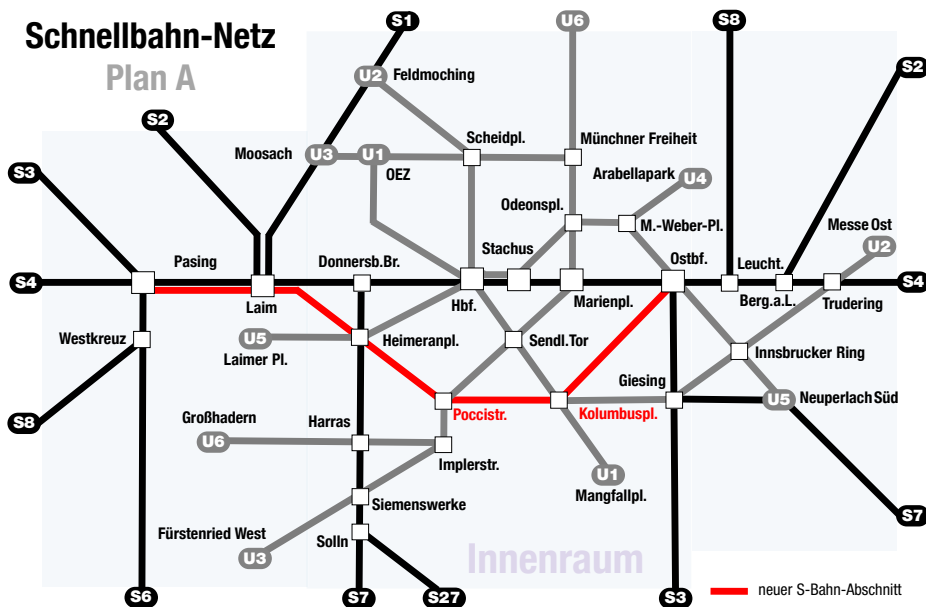 Schnellbahn-Netz
Plan A
S1
U6
S8
S2
U2 Feldmoching
S2
Scheidpl.
Münchner Freiheit
Moosach U3 U1
OEZ
Arabellapark
U4
S3
Odeonspl.
M.-Weber-Pl.
Messe Ost
U2
Stachus
Pasing
Donnersb.Br.
Ostbf.
Leucht.
S4
S4
Laim
Hbf.
Marienpl.
Berg.a.L.
Trudering
Westkreuz
U5
Laimer Pl.
Heimeranpl.
Sendl.Tor
Innsbrucker Ring
Giesing
U5
Neuperlach Süd
S8
Großhadern
U6
Harras
Poccistr.
Kolumbuspl.
Implerstr.
U1
Mangfallpl.
Siemenswerke
S7
Fürstenried West
U3
Solln
Innenraum
S6
S7
S27
S3
neuer S-Bahn-Abschnitt